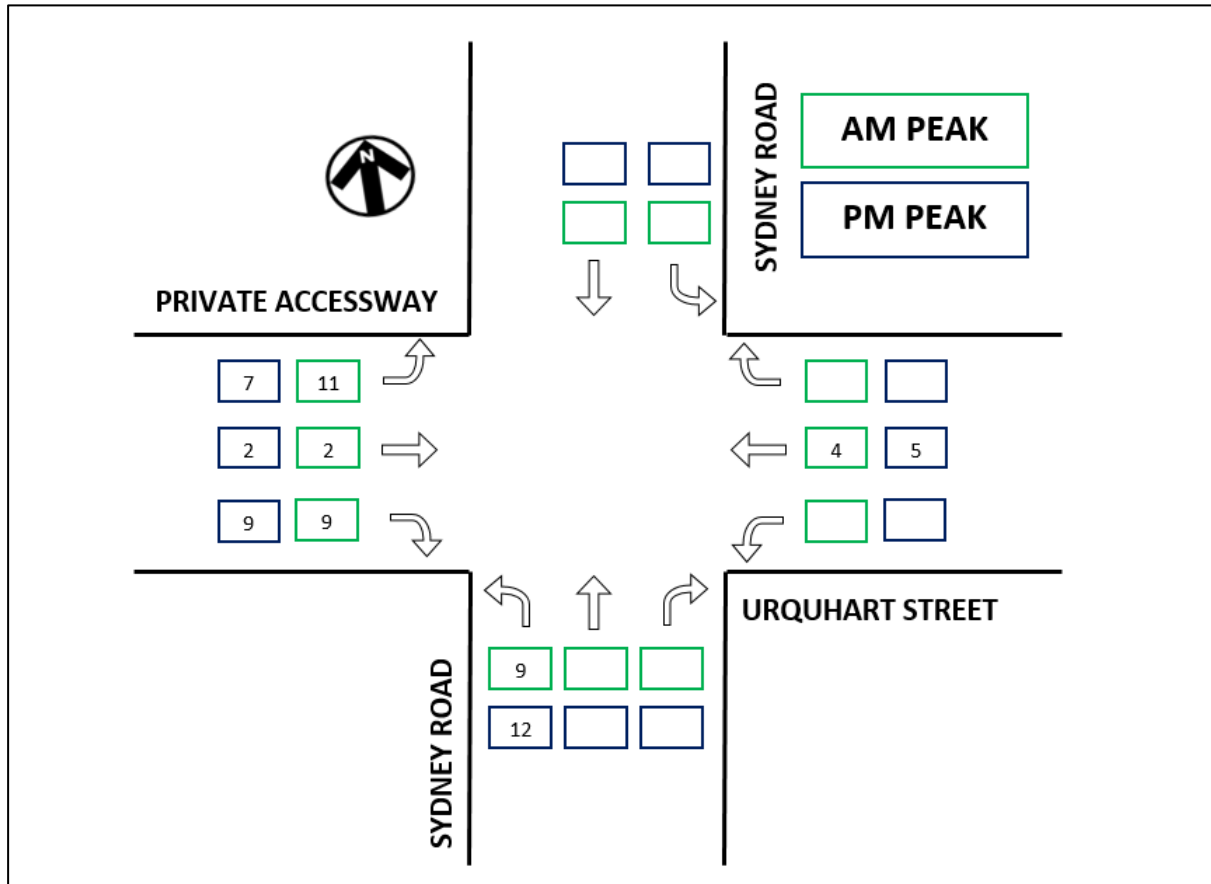 SYDNEY ROAD
AM PEAK
PM PEAK
N
PRIVATE ACCESSWAY
7 11
2 2
4 5
9 9
URQUHART STREET
SYDNEY ROAD
9
12